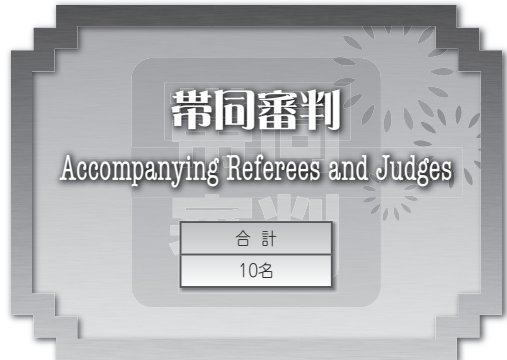 帯同審判
Accompanying Referees and Judges
合 計
10名